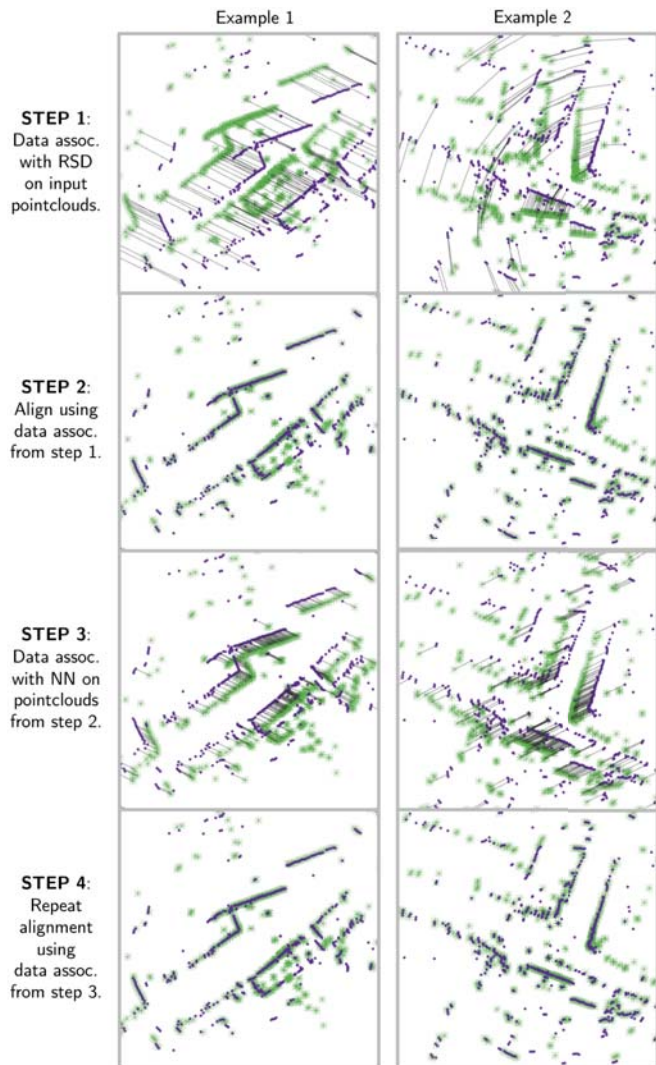 Example 1
Example 2
STEP 1:
Data assoc.
with RSD
on input
pointclouds.
STEP 2:
Align using
data assoc.
from step 1.
STEP 3:
Data assoc.
with NN on
pointclouds
from step 2.
STEP 4:
Repeat
alignment
using
data assoc.
from step 3.